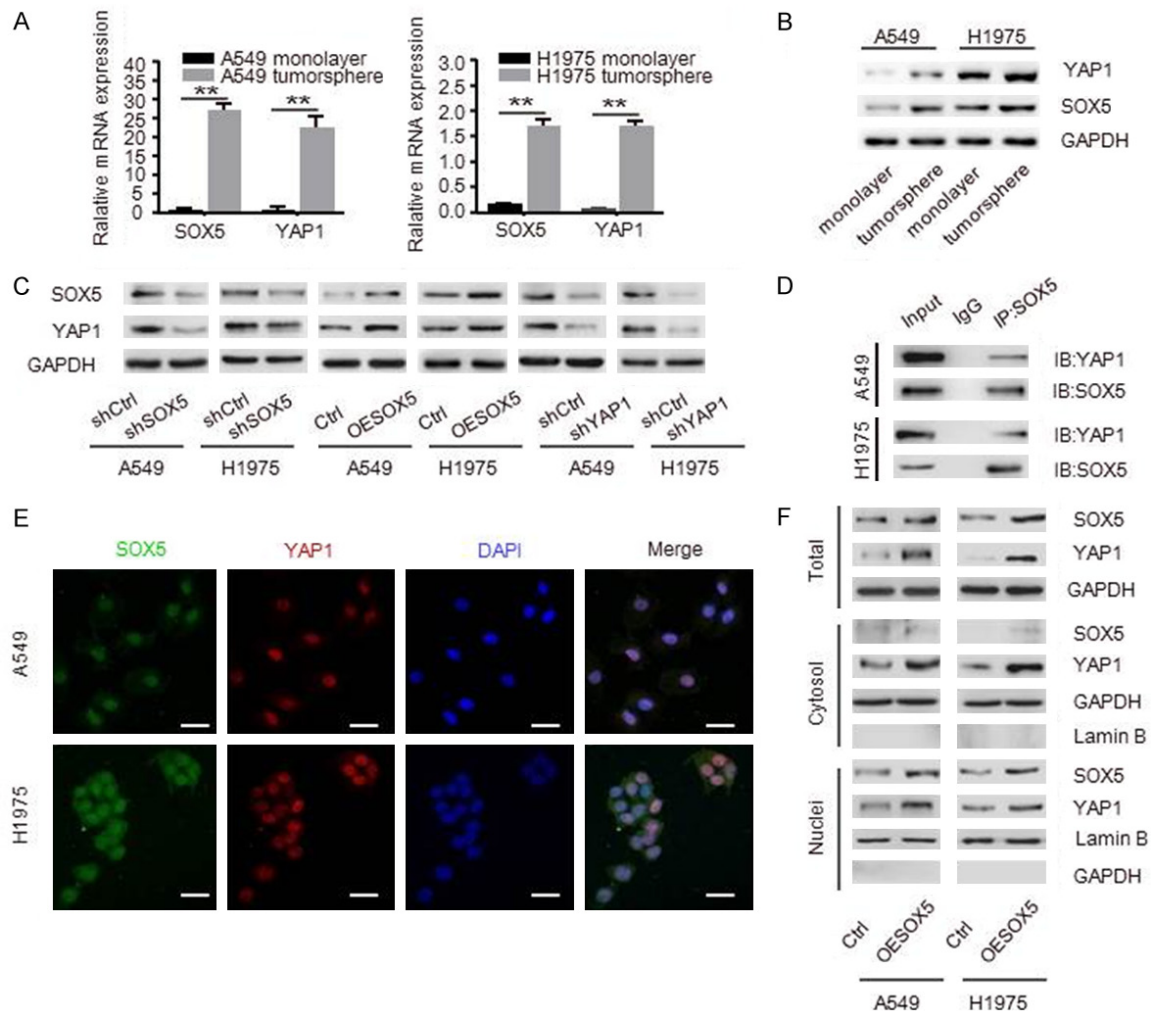 A
Ralative mRNA expression
40
35
30
25
20
15
10
5
0
A549 monolayer
A549 tumorsphere
**
**
SOX5 YAP1
Ralative mRNA expression
3.0
2.5
2.0
1.5
1.0
0.5
0.0
H1975 monolayer
H1975 tumorsphere
**
**
SOX5 YAP1
B
A549 H1975
YAP1
SOX5
GAPDH
monolayer tumorsphere monolayer tumorsphere
C
SOX5
YAP1
GAPDH
shCtrl shSOX5 shCtrl shSOX5 Ctrl OESOX5 Ctrl OESOX5 shCtrl shYAP1 shCtrl shYAP1
A549 H1975 A549 H1975 A549 H1975
D
Input IgG IP:SOX5
A549
IB:YAP1
IB:SOX5
H1975
IB:YAP1
IB:SOX5
E
SOX5 YAP1 DAPI Merge
A549
H1975
F
Total
SOX5
YAP1
GAPDH
Cytosol
SOX5
YAP1
GAPDH
Lamin B
Nuclei
SOX5
YAP1
Lamin B
GAPDH
Ctrl OESOX5 Ctrl OESOX5
A549 H1975